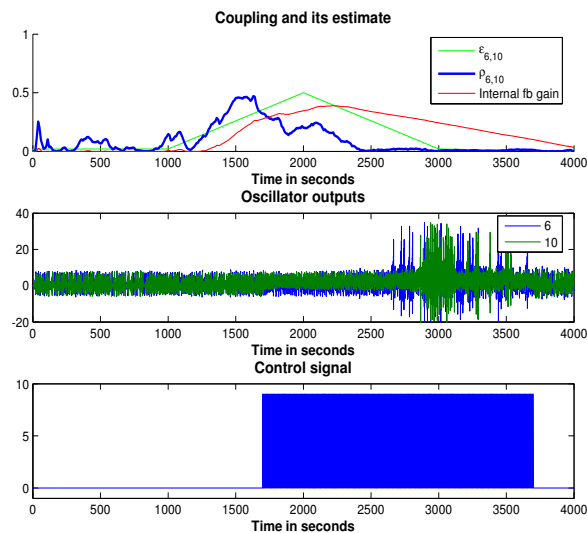 Coupling and its estimate
1
0.5
0
ε6,10
ρ6,10
Internal fb gain
0 500 1000 1500 2000 2500 3000 3500 4000
Time in seconds
Oscillator outputs
40
20
0
-20
6
10
0 500 1000 1500 2000 2500 3000 3500 4000
Time in seconds
Control signal
10
5
0
0 500 1000 1500 2000 2500 3000 3500 4000
Time in seconds